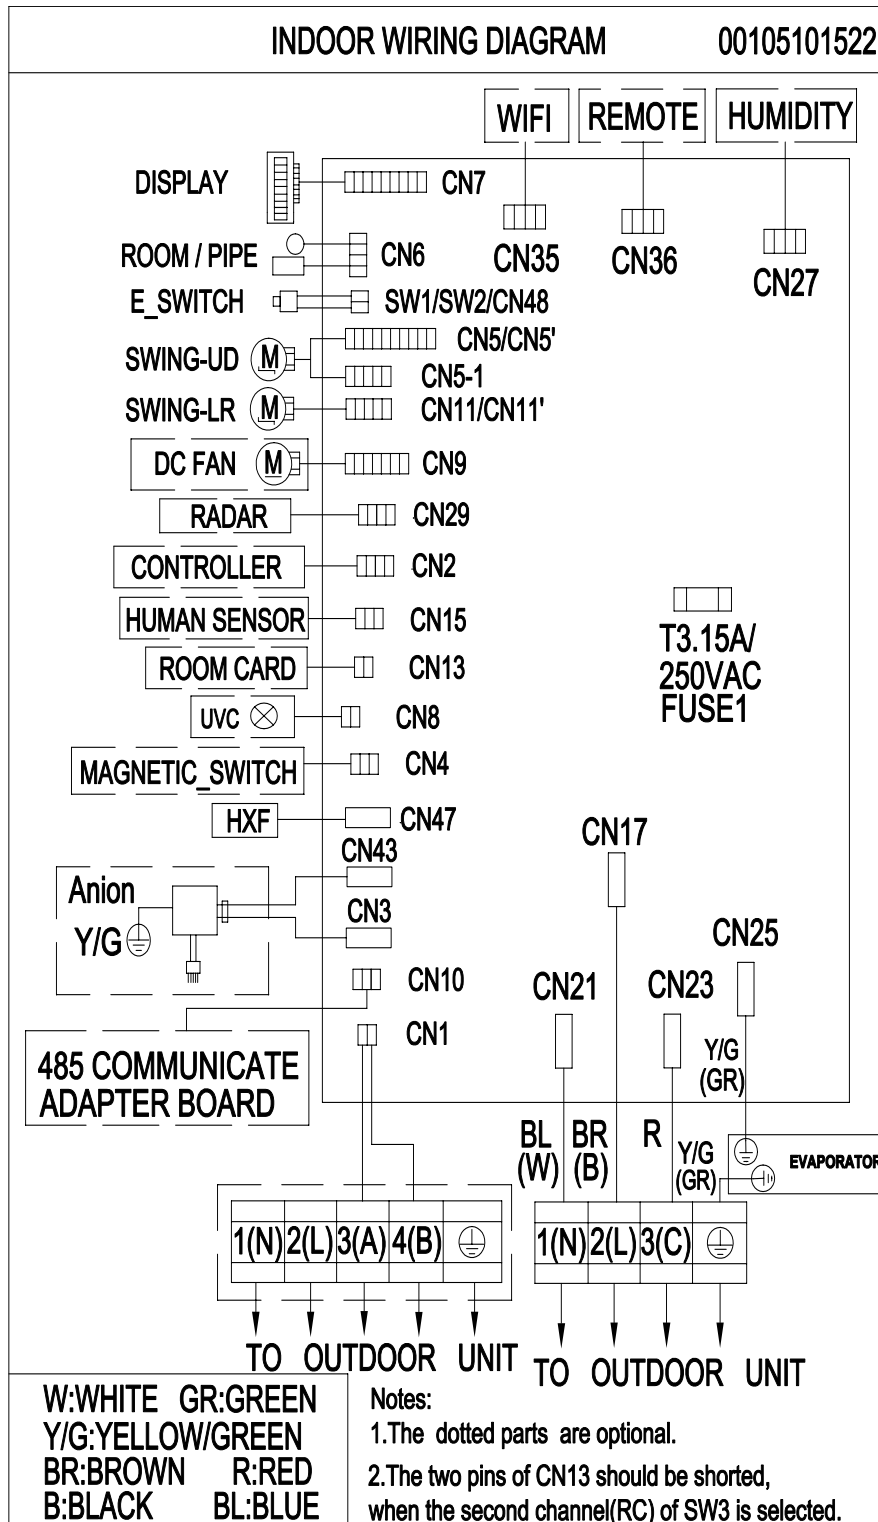 INDOOR WIRING DIAGRAM 00105101522
WIFI REMOTE HUMIDITY
DISPLAY CN7
ROOM / PIPE CN6 CN35 CN36 CN27
E_SWITCH SW1/SW2/CN48
SWING-UD M CN5/CN5'
CN5-1
SWING-LR M CN11/CN11'
DC FAN M CN9
RADAR CN29
CONTROLLER CN2
HUMAN SENSOR CN15
ROOM CARD CN13
T3.15A/
250VAC
FUSE1
UVC CN8
MAGNETIC_SWITCH CN4
HXF CN47
CN17
CN43
Anion
CN3
Y/G
CN25
CN10
CN21 CN23
CN1
485 COMMUNICATE
ADAPTER BOARD
Y/G
(GR)
BL
(W)
BR
(B)
R
Y/G
(GR)
EVAPORATOR
1(N) 2(L) 3(A) 4(B)
1(N) 2(L) 3(C)
TO OUTDOOR UNIT
TO OUTDOOR UNIT
W:WHITE GR:GREEN
Y/G:YELLOW/GREEN
BR:BROWN R:RED
B:BLACK BL:BLUE
Notes:
1.The dotted parts are optional.
2.The two pins of CN13 should be shorted,
when the second channel(RC) of SW3 is selected.